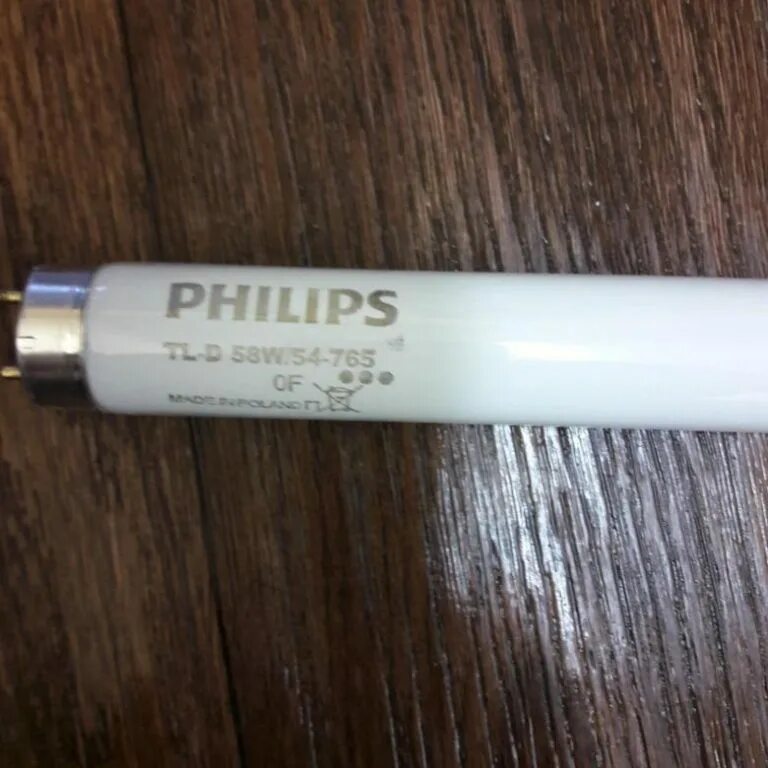 PHILIPS
TL-D 58W/54-765
0F
MADE IN POLAND